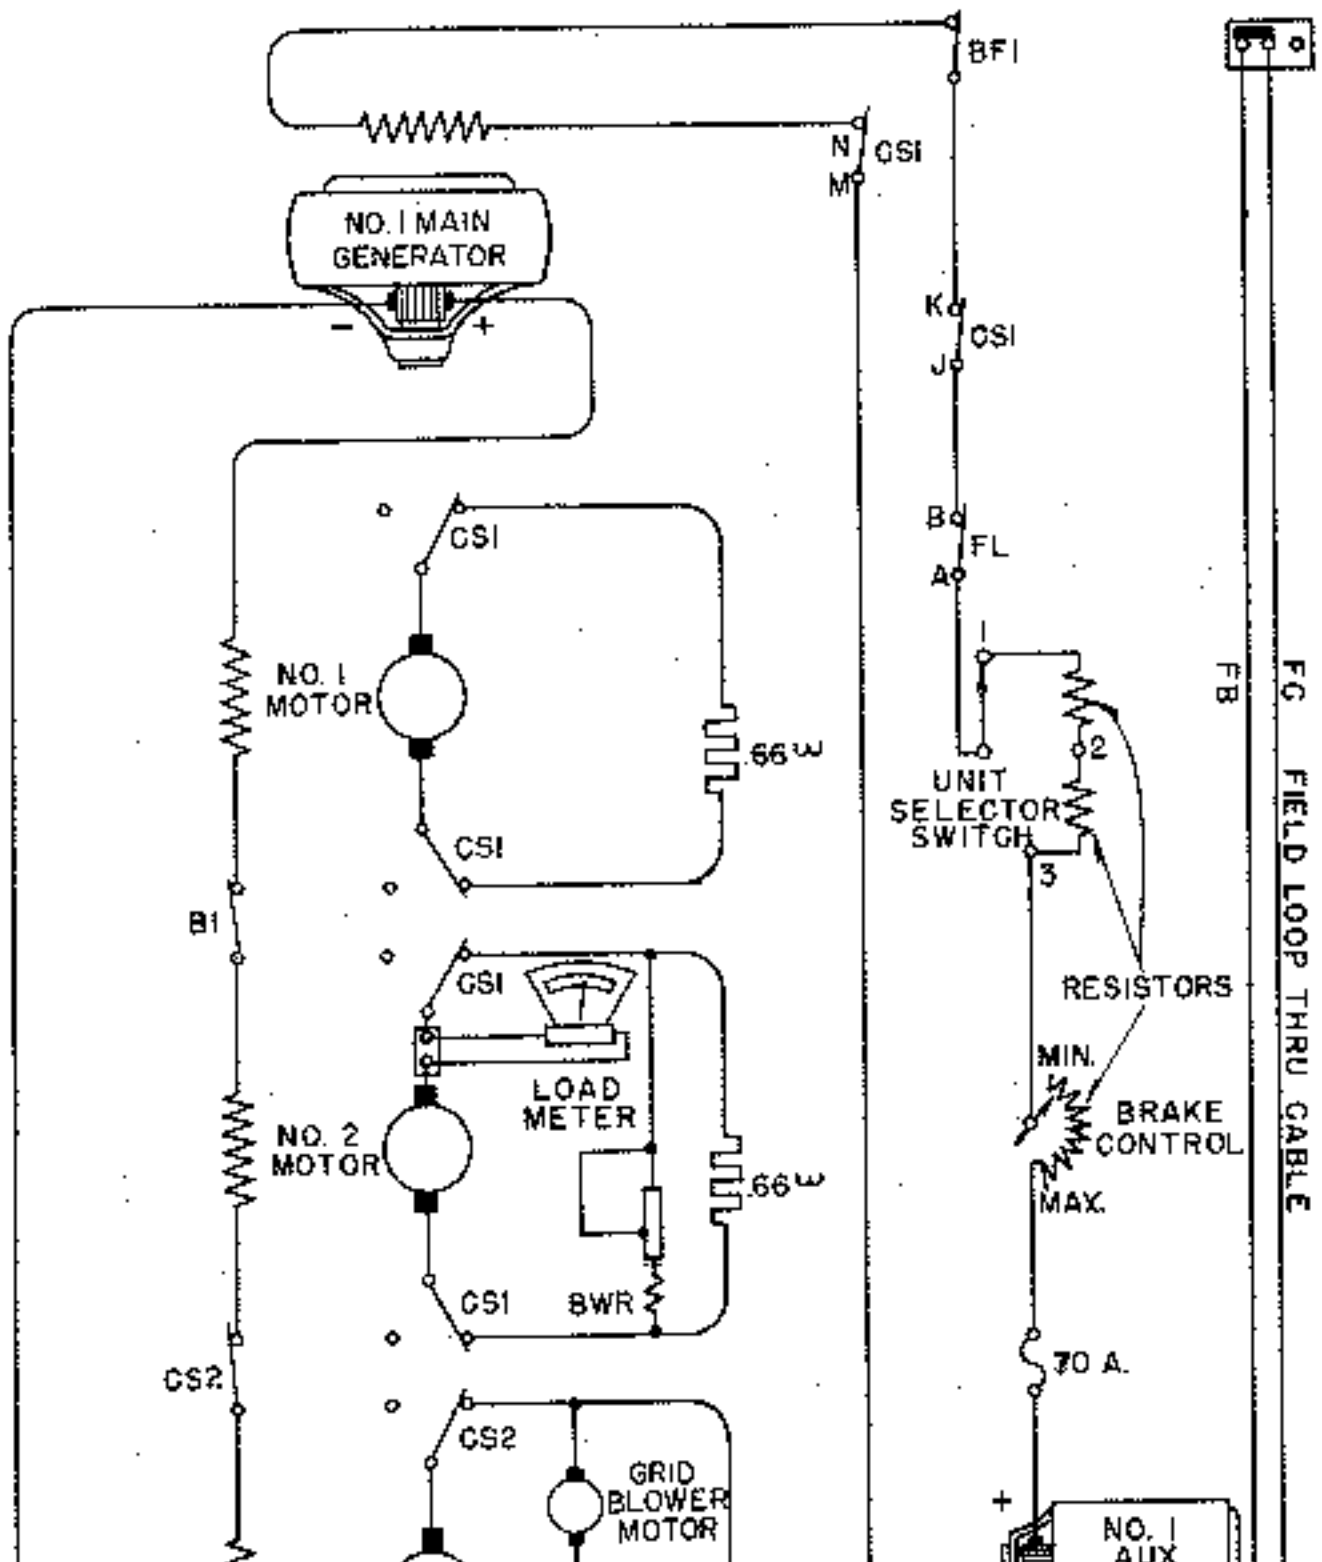 BF1
N
CS1
M
NO. 1 MAIN
GENERATOR
- +
K
CS1
J
CS1
B
FL
A
1
NO. 1
MOTOR
FB
FG FIELD LOOP THRU CABLE
.66 ω
2
UNIT
SELECTOR
SWITCH
3
CS1
B1
CS1
RESISTORS
MIN.
LOAD
METER
BRAKE
CONTROL
NO. 2
MOTOR
.66 ω
MAX.
CS1
BWR
70 A.
CS2
CS2
GRID
BLOWER
MOTOR
+
NO. 1
AUX